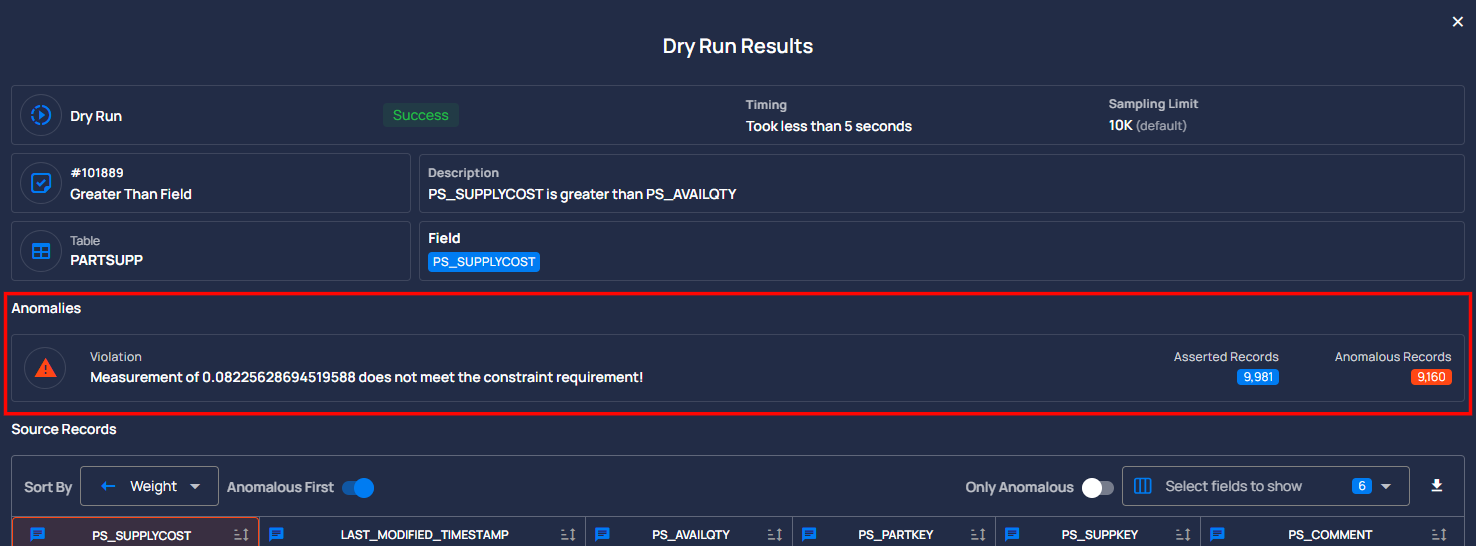 Dry Run Results
Dry Run
Success
Timing
Took less than 5 seconds
Sampling Limit
10K (default)
#101889
Greater Than Field
Description
PS_SUPPLYCOST is greater than PS_AVAILQTY
Table
PARTSUPP
Field
PS_SUPPLYCOST
Anomalies
Violation
Measurement of 0.08225628694519588 does not meet the constraint requirement!
Asserted Records
9,981
Anomalous Records
9,160
Source Records
Sort By Weight Anomalous First Only Anomalous Select fields to show 6
PS_SUPPLYCOST LAST_MODIFIED_TIMESTAMP PS_AVAILQTY PS_PARTKEY PS_SUPPKEY PS_COMMENT